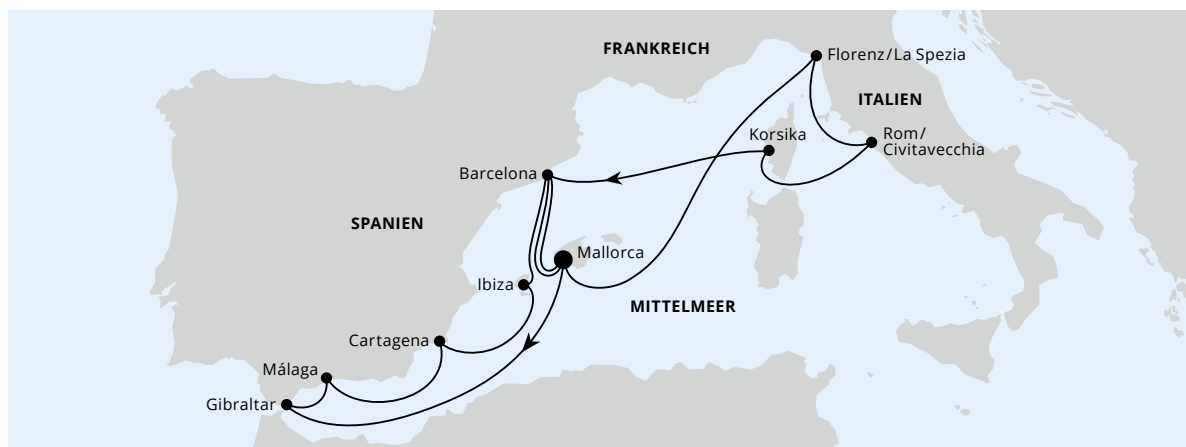 FRANKREICH
Florenz/La Spezia
ITALIEN
Korsika
Rom/
Civitavecchia
Barcelona
SPANIEN
Mallorca
Ibiza
MITTELMEER
Cartagena
Málaga
Gibraltar